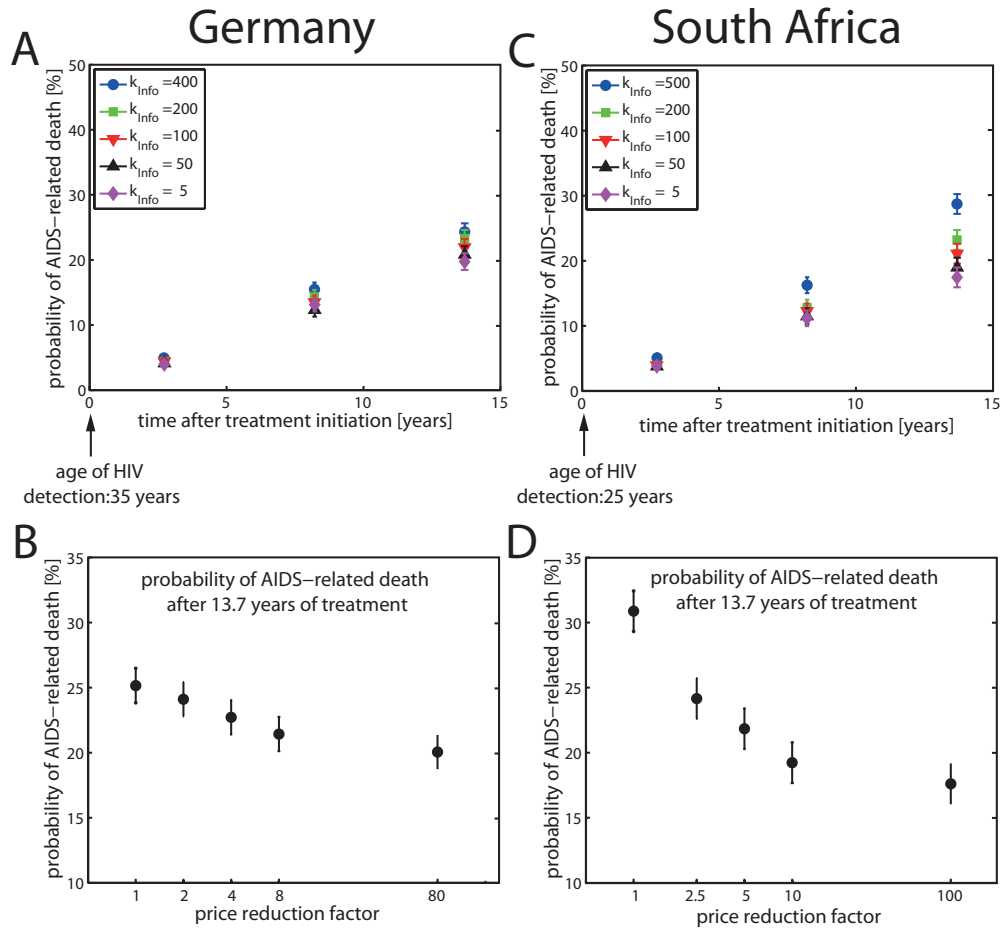 Germany
South Africa
A
probability of AIDS−related death [%]
50
40
30
20
10
0
k Info =400
k Info =200
k Info =100
k Info = 50
k Info = 5
0 5 10 15
time after treatment initiation [years]
age of HIV
detection:35 years
C
probability of AIDS−related death [%]
50
40
30
20
10
0
k Info =500
k Info =200
k Info =100
k Info = 50
k Info = 5
0 5 10 15
time after treatment initiation [years]
age of HIV
detection:25 years
B
probability of AIDS−related death [%]
35
30
25
20
15
10
probability of AIDS−related death
after 13.7 years of treatment
1 2 4 8 80
price reduction factor
D
probability of AIDS−related death [%]
35
30
25
20
15
10
probability of AIDS−related death
after 13.7 years of treatment
1 2.5 5 10 100
price reduction factor